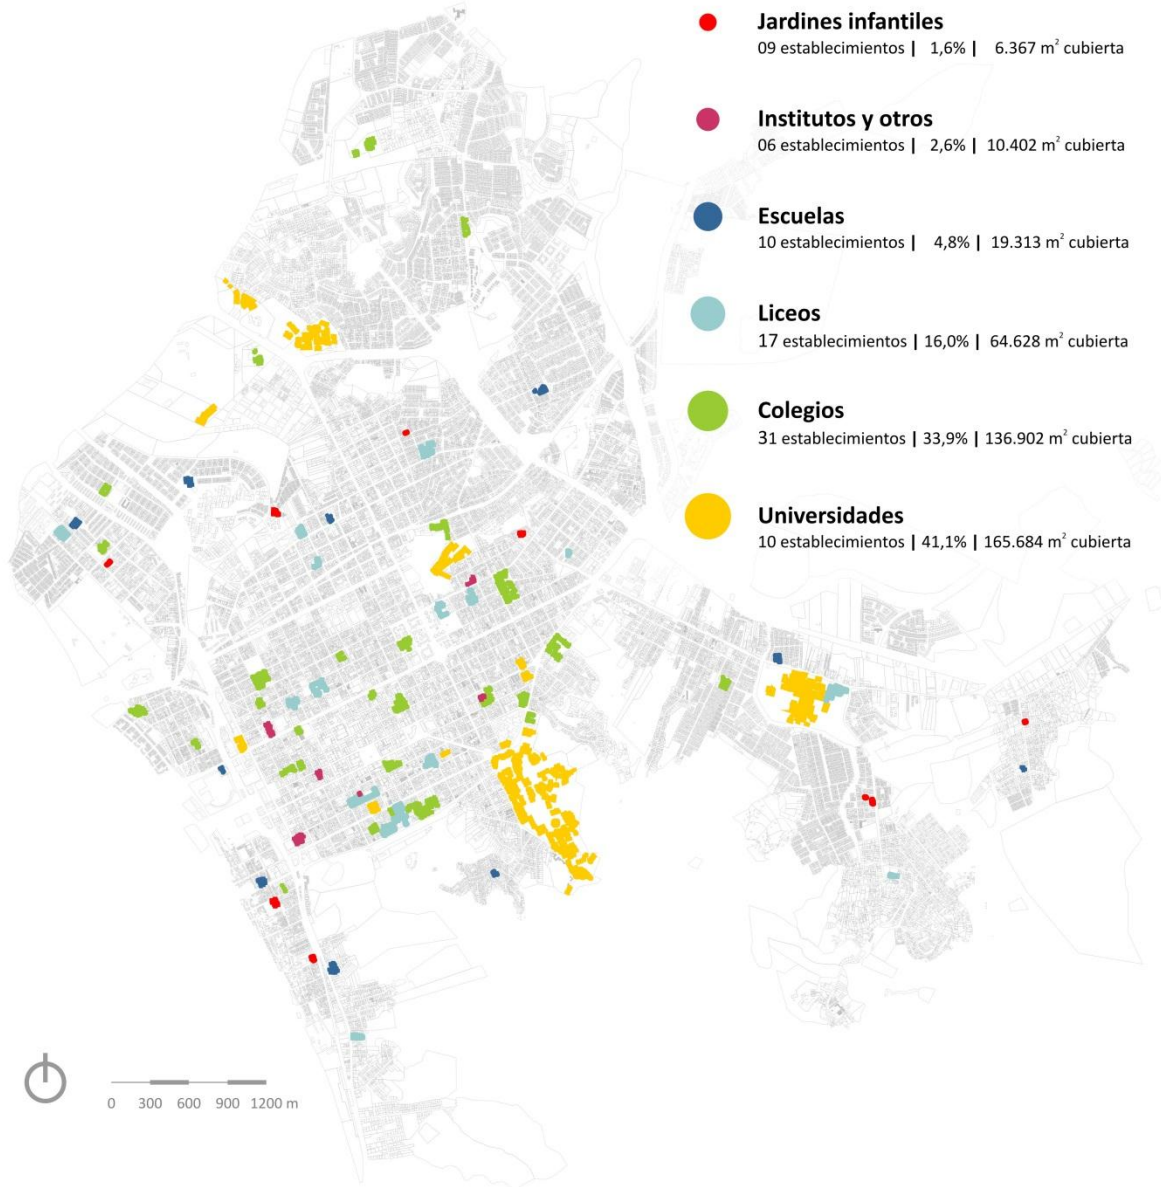 Jardines infantiles
09 establecimientos | 1,6% | 6.367 m² cubierta
Institutos y otros
06 establecimientos | 2,6% | 10.402 m² cubierta
Escuelas
10 establecimientos | 4,8% | 19.313 m² cubierta
Liceos
17 establecimientos | 16,0% | 64.628 m² cubierta
Colegios
31 establecimientos | 33,9% | 136.902 m² cubierta
Universidades
10 establecimientos | 41,1% | 165.684 m² cubierta
0 300 600 900 1200 m